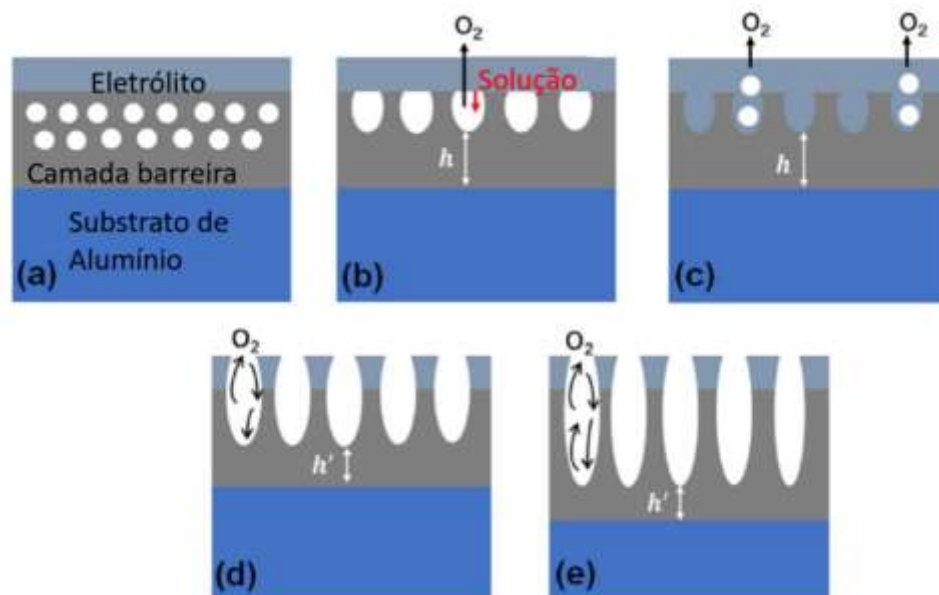 Eletrólito
Camada barreira
Substrato de
Alumínio
(a)
O₂
Solução
h
(b)
O₂ O₂
h
(c)
O₂
h'
(d)
O₂
h'
(e)